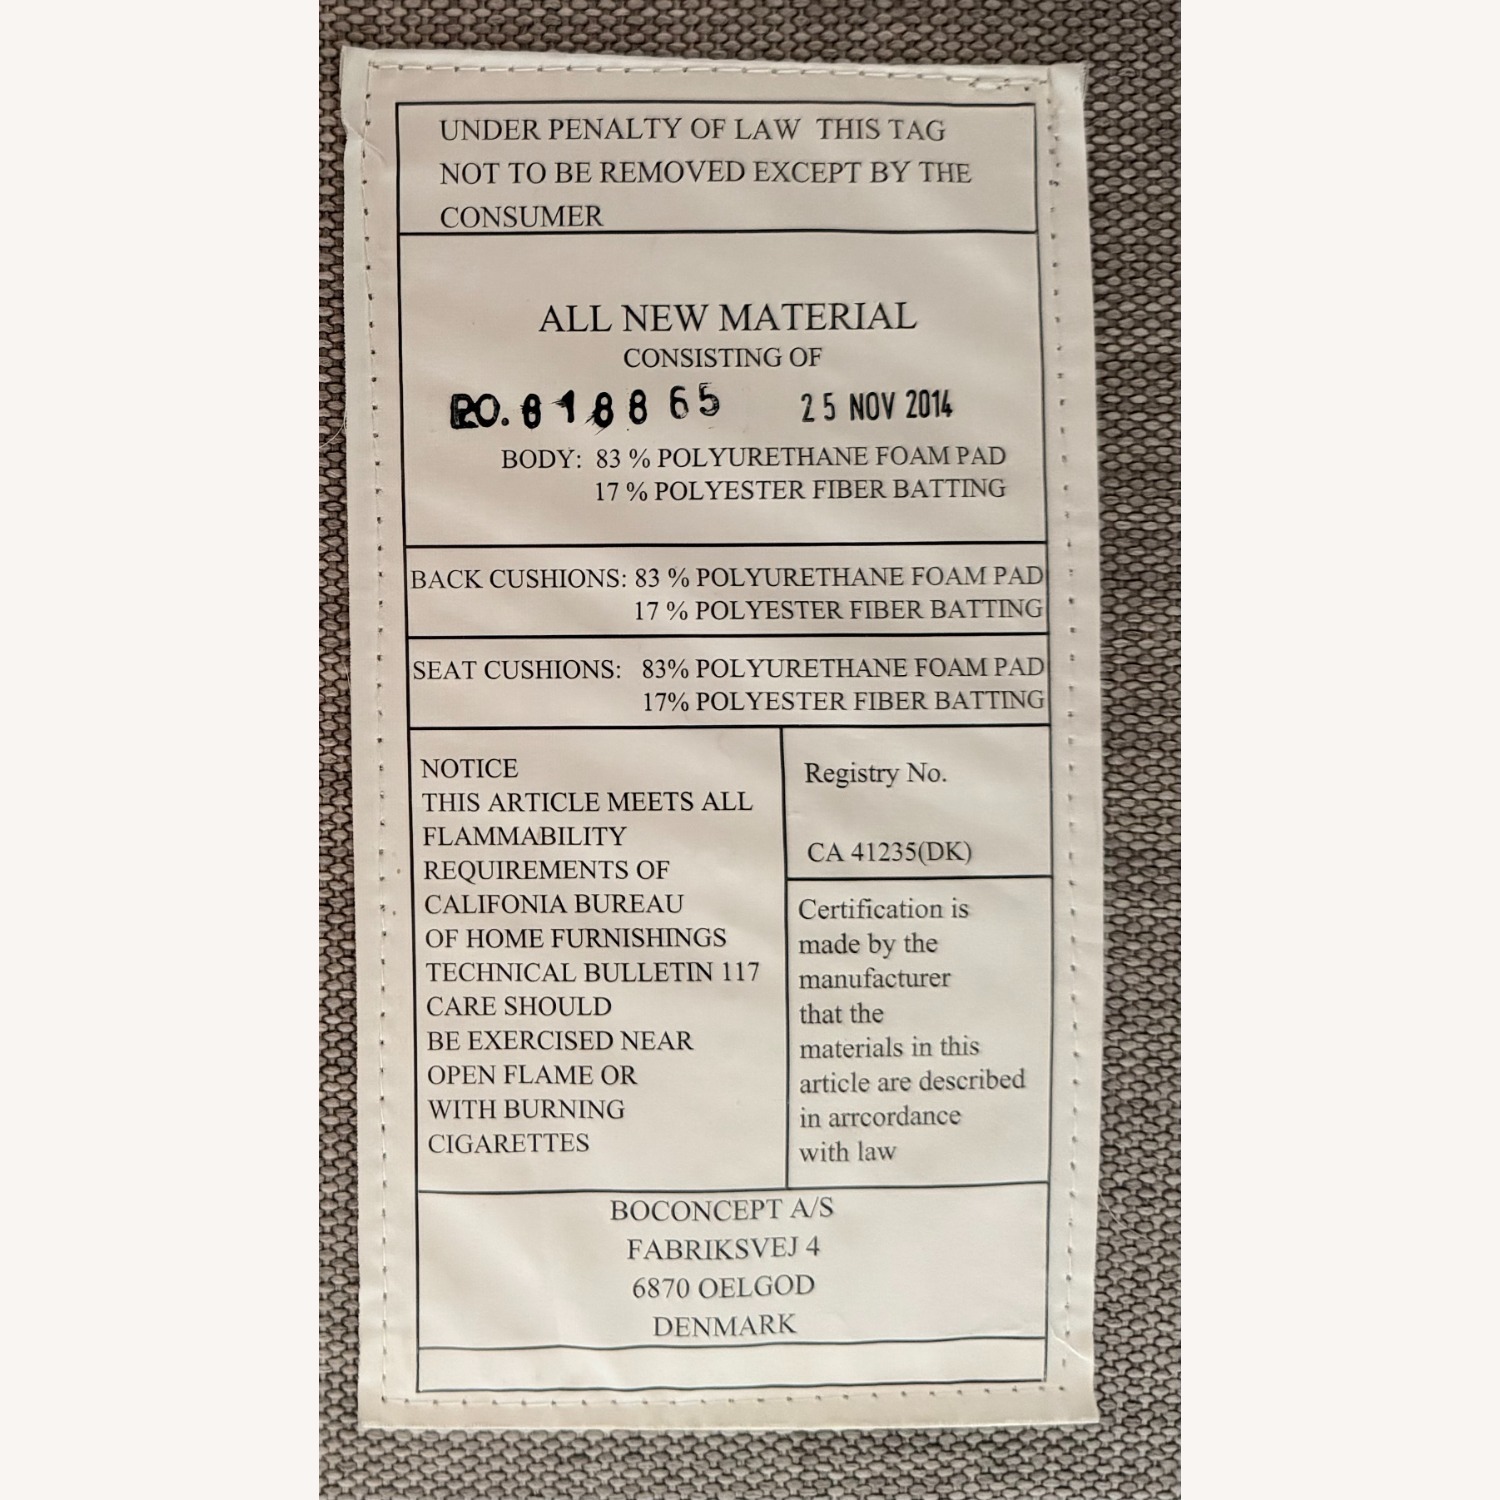 UNDER PENALTY OF LAW THIS TAG
NOT TO BE REMOVED EXCEPT BY THE
CONSUMER
ALL NEW MATERIAL
CONSISTING OF
P.O. 818865 25 NOV 2014
BODY: 83 % POLYURETHANE FOAM PAD
17 % POLYESTER FIBER BATTING
BACK CUSHIONS: 83 % POLYURETHANE FOAM PAD
17 % POLYESTER FIBER BATTING
SEAT CUSHIONS: 83% POLYURETHANE FOAM PAD
17% POLYESTER FIBER BATTING
NOTICE
THIS ARTICLE MEETS ALL
FLAMMABILITY
REQUIREMENTS OF
CALIFONIA BUREAU
OF HOME FURNISHINGS
TECHNICAL BULLETIN 117
CARE SHOULD
BE EXERCISED NEAR
OPEN FLAME OR
WITH BURNING
CIGARETTES
Registry No.
CA 41235(DK)
Certification is
made by the
manufacturer
that the
materials in this
article are described
in arrcordance
with law
BOCONCEPT A/S
FABRIKSVEJ 4
6870 OELGOD
DENMARK